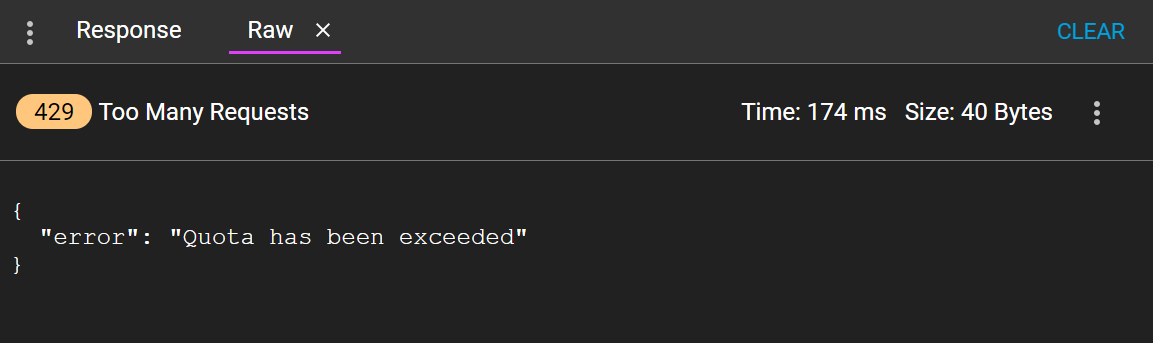 Response Raw × CLEAR
429 Too Many Requests Time: 174 ms Size: 40 Bytes
{
"error": "Quota has been exceeded"
}